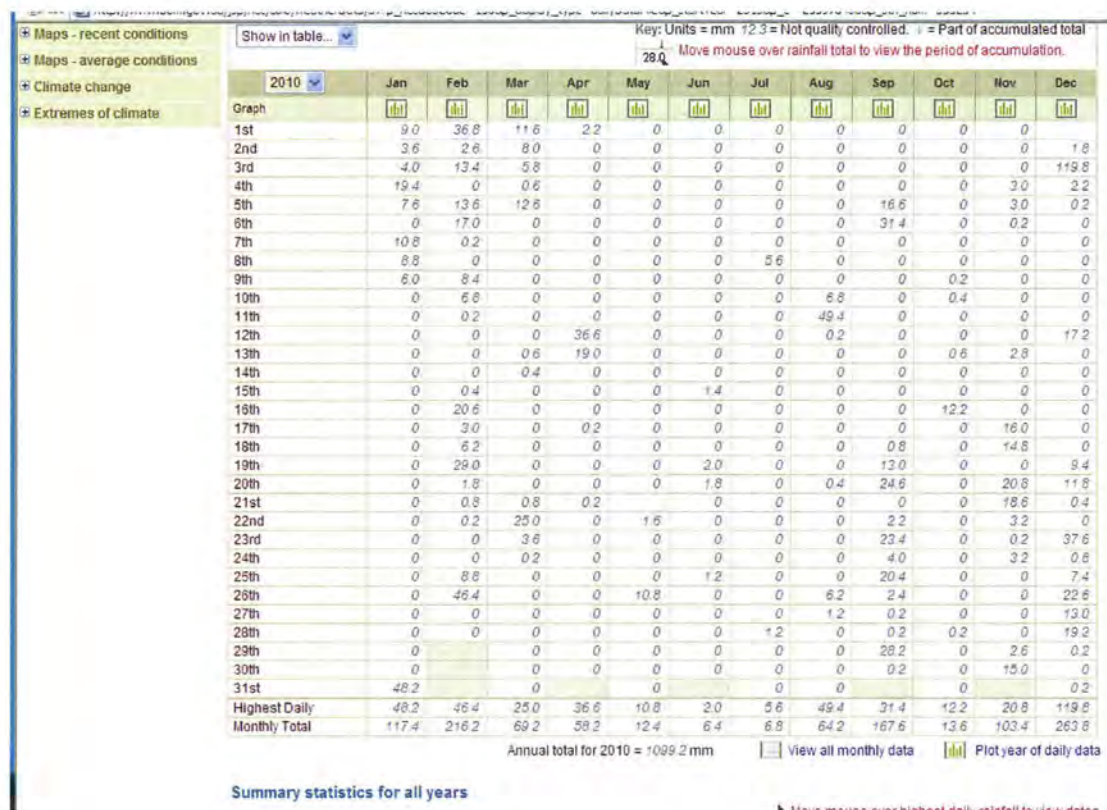 Maps - recent conditions
Maps - average conditions
Climate change
Extremes of climate
Show in table...
Key: Units = mm 12.3 = Not quality controlled. ↓ = Part of accumulated total
28.0 Move mouse over rainfall total to view the period of accumulation.
2010 Jan Feb Mar Apr May Jun Jul Aug Sep Oct Nov Dec
Graph
1st 9.0 36.8 11.6 2.2 0 0 0 0 0 0 0
2nd 3.6 2.6 8.0 0 0 0 0 0 0 0 0 1.8
3rd 4.0 13.4 5.8 0 0 0 0 0 0 0 0 119.8
4th 19.4 0 0.6 0 0 0 0 0 0 0 3.0 2.2
5th 7.6 13.6 12.6 0 0 0 0 0 16.6 0 3.0 0.2
6th 0 17.0 0 0 0 0 0 0 31.4 0 0.2 0
7th 10.8 0.2 0 0 0 0 0 0 0 0 0 0
8th 8.8 0 0 0 0 0 5.6 0 0 0 0 0
9th 6.0 8.4 0 0 0 0 0 0 0 0.2 0 0
10th 0 6.8 0 0 0 0 0 6.8 0 0.4 0 0
11th 0 0.2 0 0 0 0 0 49.4 0 0 0 0
12th 0 0 0 36.6 0 0 0 0.2 0 0 0 17.2
13th 0 0 0.6 19.0 0 0 0 0 0 0.6 2.8 0
14th 0 0 0.4 0 0 0 0 0 0 0 0 0
15th 0 0.4 0 0 0 1.4 0 0 0 0 0 0
16th 0 20.6 0 0 0 0 0 0 0 12.2 0 0
17th 0 3.0 0 0.2 0 0 0 0 0 0 16.0 0
18th 0 6.2 0 0 0 0 0 0 0.8 0 14.8 0
19th 0 29.0 0 0 0 2.0 0 0 13.0 0 0 9.4
20th 0 1.8 0 0 0 1.8 0 0.4 24.6 0 20.8 11.8
21st 0 0.8 0.8 0.2 0 0 0 0 0 18.6 0.4
22nd 0 0.2 25.0 0 1.6 0 0 0 2.2 0 3.2 0
23rd 0 0 3.6 0 0 0 0 0 23.4 0 0.2 37.6
24th 0 0 0.2 0 0 0 0 0 4.0 0 3.2 0.8
25th 0 8.8 0 0 0 1.2 0 0 20.4 0 0 7.4
26th 0 46.4 0 0 10.8 0 0 6.2 2.4 0 0 22.6
27th 0 0 0 0 0 0 0 1.2 0.2 0 0 13.0
28th 0 0 0 0 0 0 1.2 0 0.2 0.2 0 19.2
29th 0 0 0 0 0 0 0 28.2 0 2.6 0.2
30th 0 0 0 0 0 0 0 0.2 0 15.0 0
31st 48.2 0 0 0 0 0 0.2
Highest Daily 48.2 46.4 25.0 36.6 10.8 2.0 5.6 49.4 31.4 12.2 20.8 119.8
Monthly Total 117.4 216.2 69.2 58.2 12.4 6.4 6.8 64.2 167.6 13.6 103.4 263.8
Annual total for 2010 = 1099.2 mm View all monthly data Plot year of daily data
Summary statistics for all years
Move mouse over highest daily rainfall to view dates